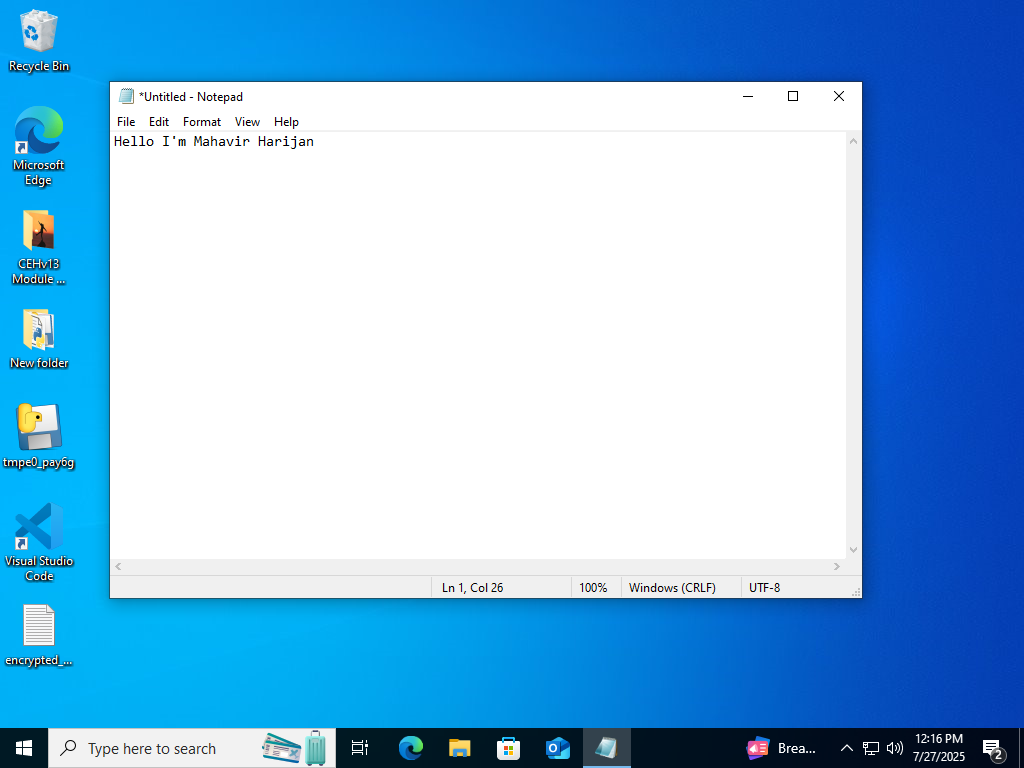 Recycle Bin
Microsoft
Edge
CEHv13
Module ...
New folder
tmpe0_pay6g
Visual Studio
Code
encrypted_...
*Untitled - Notepad
File Edit Format View Help
Hello I'm Mahavir Harijan
Ln 1, Col 26 100% Windows (CRLF) UTF-8
Type here to search
Brea...
12:16 PM
7/27/2025
2